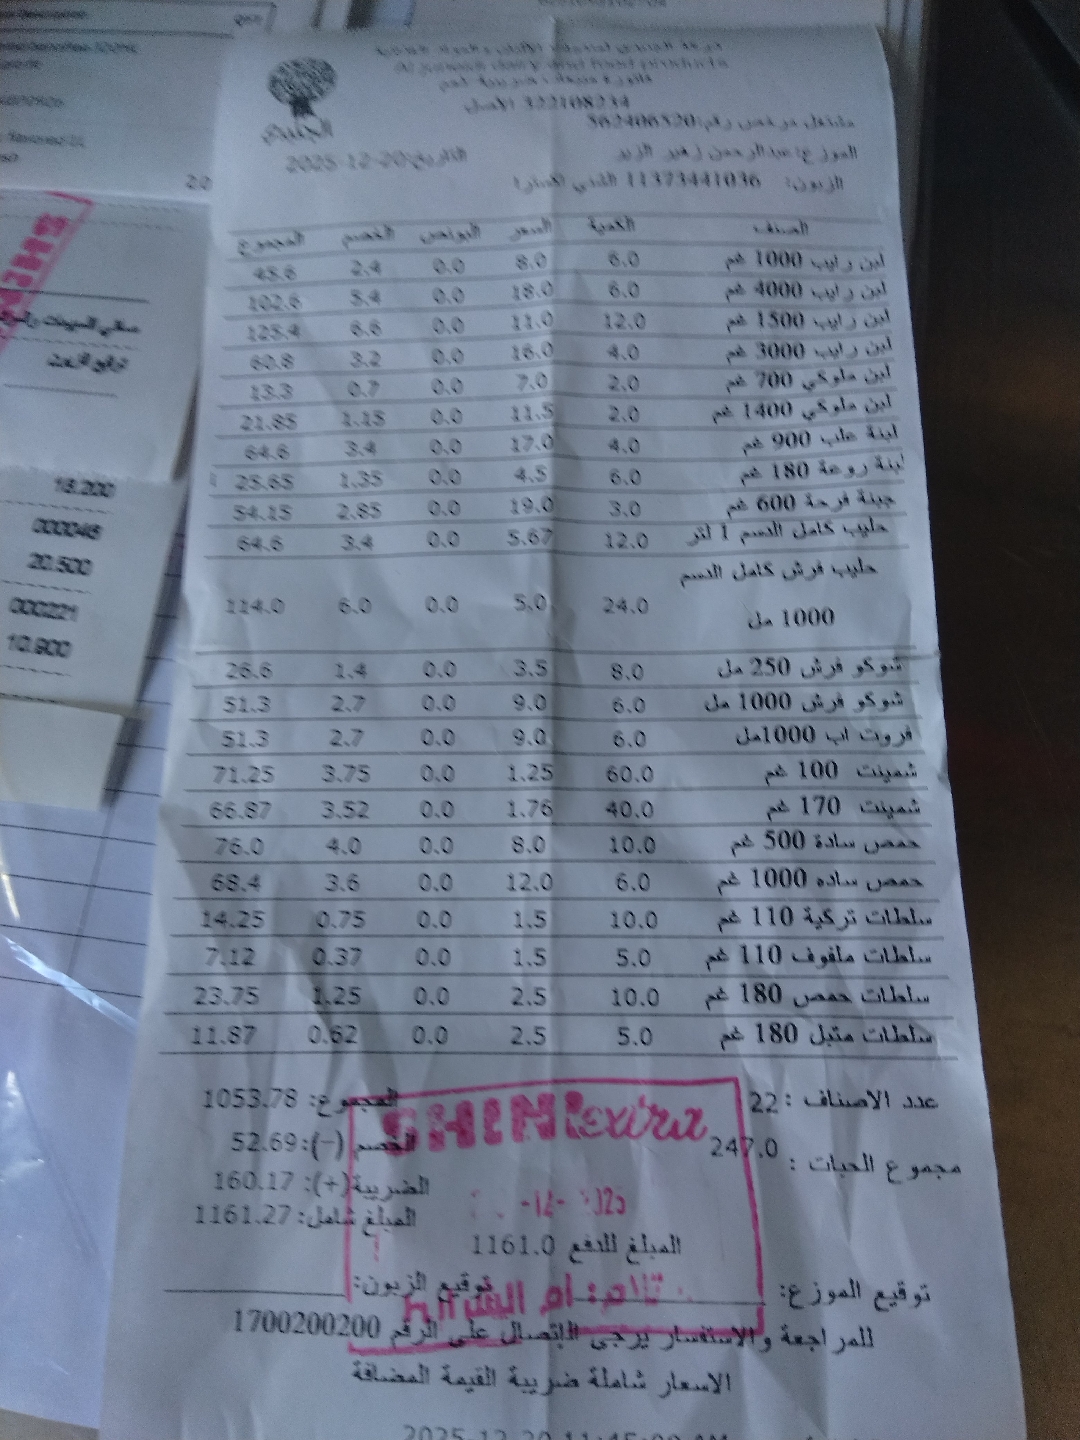 Al Juneidi dairy and food products
322108234 الاصل
مشتغل مرخص رقم:562406520
الجنيدي
الموزع: عبدالرحمن زهير الزير
التاريخ:20-12-2025
الزبون: 11373441036
الصنف الكمية السعر البونص الخصم المجموع
لبن رايب 1000 غم 6.0 8.0 0.0 2.4 45.6
لبن رايب 4000 غم 6.0 18.0 0.0 5.4 102.6
لبن رايب 1500 غم 12.0 11.0 0.0 6.6 125.4
لبن رايب 3000 غم 4.0 16.0 0.0 3.2 60.8
لبن ملوكي 700 غم 2.0 7.0 0.0 0.7 13.3
لبن ملوكي 1400 غم 2.0 11.5 0.0 1.15 21.85
لبنة علب 900 غم 4.0 17.0 0.0 3.4 64.6
لبنة روعة 180 غم 6.0 4.5 0.0 1.35 25.65
جبنة فرحة 600 غم 3.0 19.0 0.0 2.85 54.15
حليب كامل الدسم 1 لتر 12.0 5.67 0.0 3.4 64.6
حليب فرش كامل الدسم
1000 مل 24.0 5.0 0.0 6.0 114.0
شوكو فرش 250 مل 8.0 3.5 0.0 1.4 26.6
شوكو فرش 1000 مل 6.0 9.0 0.0 2.7 51.3
فروت اب 1000مل 6.0 9.0 0.0 2.7 51.3
شمينت 100 غم 60.0 1.25 0.0 3.75 71.25
شمينت 170 غم 40.0 1.76 0.0 3.52 66.87
حمص سادة 500 غم 10.0 8.0 0.0 4.0 76.0
حمص ساده 1000 غم 6.0 12.0 0.0 3.6 68.4
سلطات تركية 110 غم 10.0 1.5 0.0 0.75 14.25
سلطات ملفوف 110 غم 5.0 1.5 0.0 0.37 7.12
سلطات حمص 180 غم 10.0 2.5 0.0 1.25 23.75
سلطات متبل 180 غم 5.0 2.5 0.0 0.62 11.87
عدد الاصناف : 22 المجموع: 1053.78
مجموع الحبات : 247.0 الخصم (-): 52.69
الضريبة(+): 160.17
المبلغ شامل: 1161.27
SHINI extra
المبلغ للدفع 1161.0
توقيع الموزع: توقيع الزبون:
للمراجعة والاستفسار يرجى الاتصال على الرقم 1700200200
الاسعار شاملة ضريبة القيمة المضافة
18.200
000046
20.500
000221
10.900